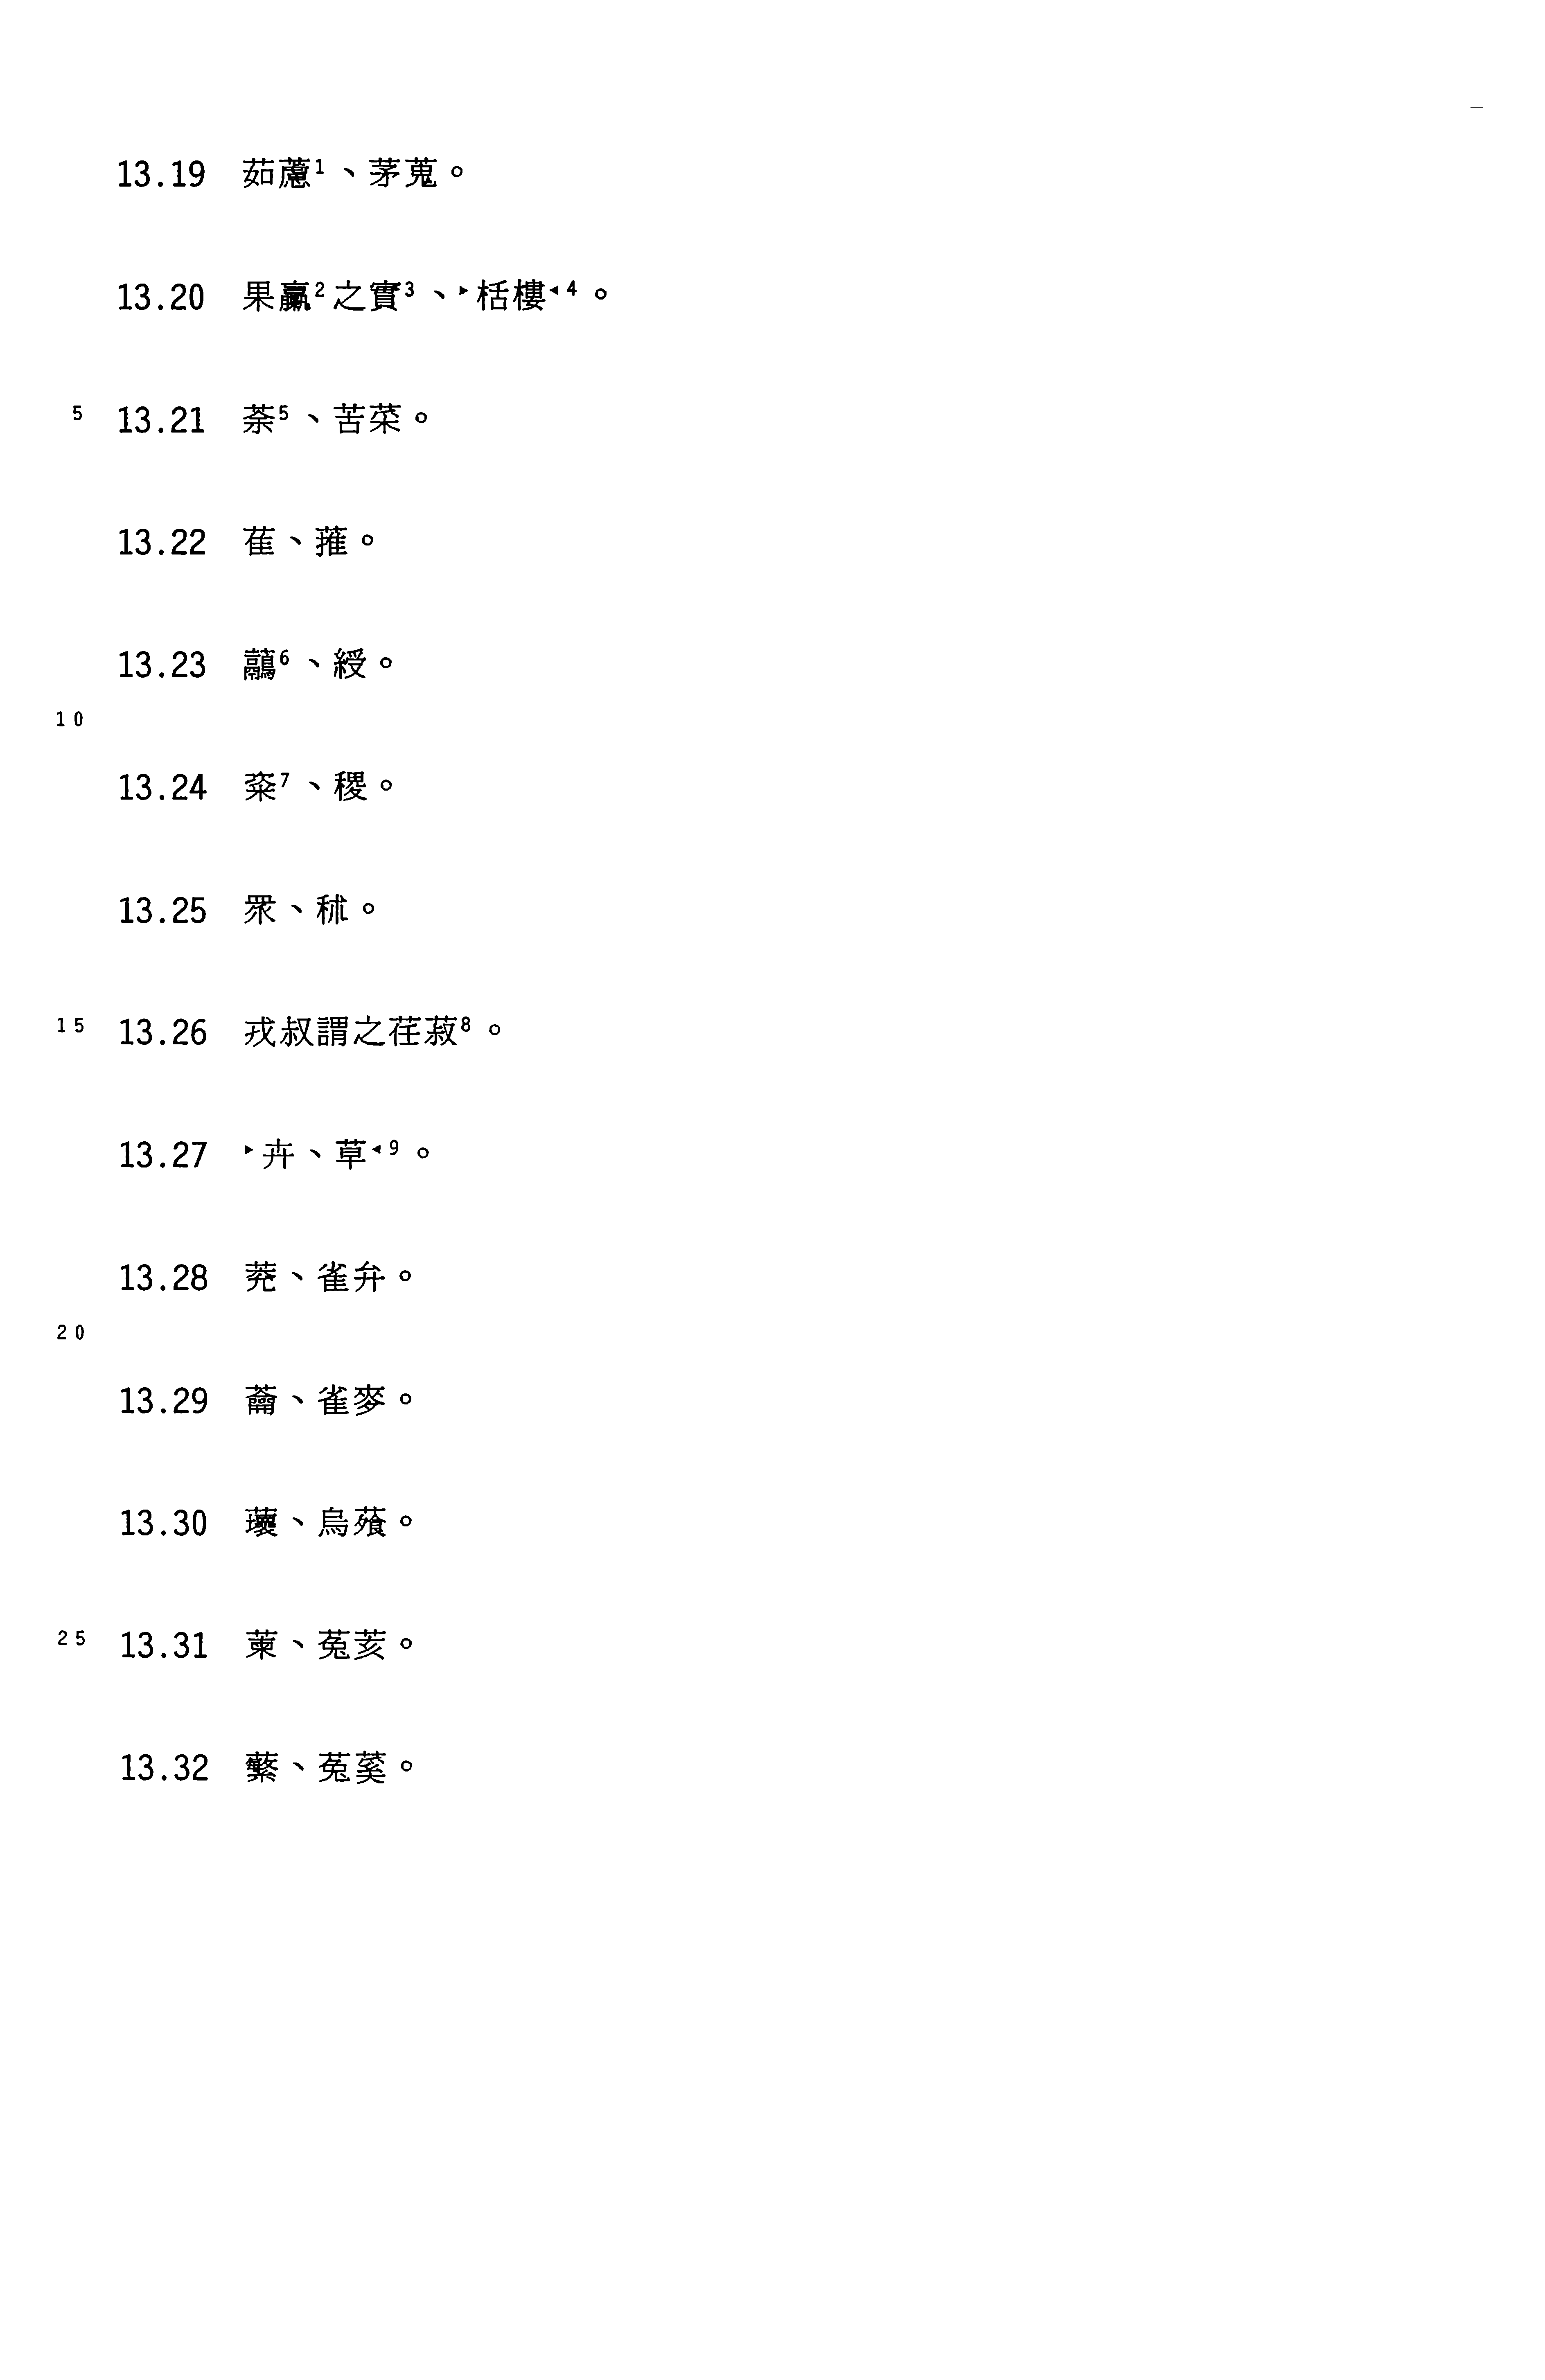 13.19 茹藘1、茅蒐。
13.20 果臝2之實3、▸栝樓◂4。
5 13.21 荼5、苦菜。
13.22 萑、蓷。
13.23 虉6、綬。
10
13.24 粢7、稷。
13.25 眾、秫。
15 13.26 戎叔謂之荏菽8。
13.27 ▸卉、草◂9。
13.28 䓲、雀弁。
20
13.29 蘥、雀麥。
13.30 蘾、烏蕵。
25 13.31 萰、菟荄。
13.32 蘩、菟蒵。